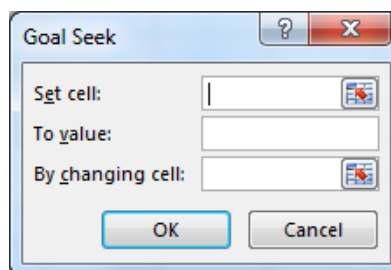 Goal Seek
Set cell:
To value:
By changing cell:
OK Cancel